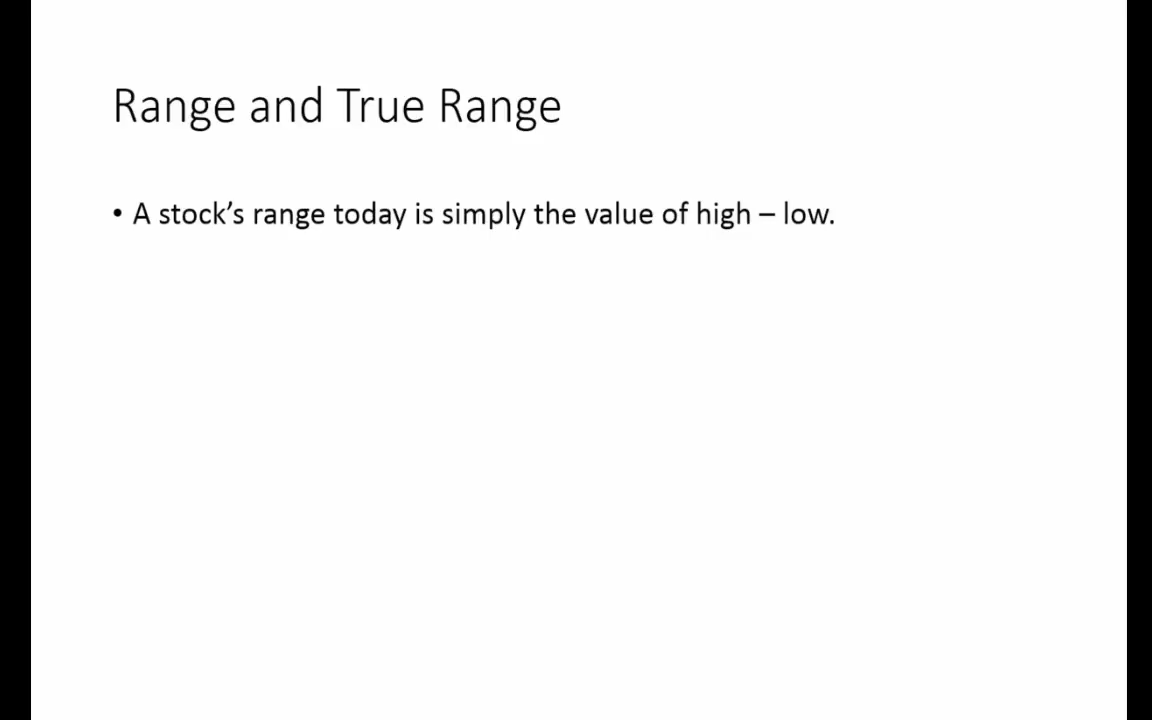 Range and True Range
• A stock’s range today is simply the value of high – low.